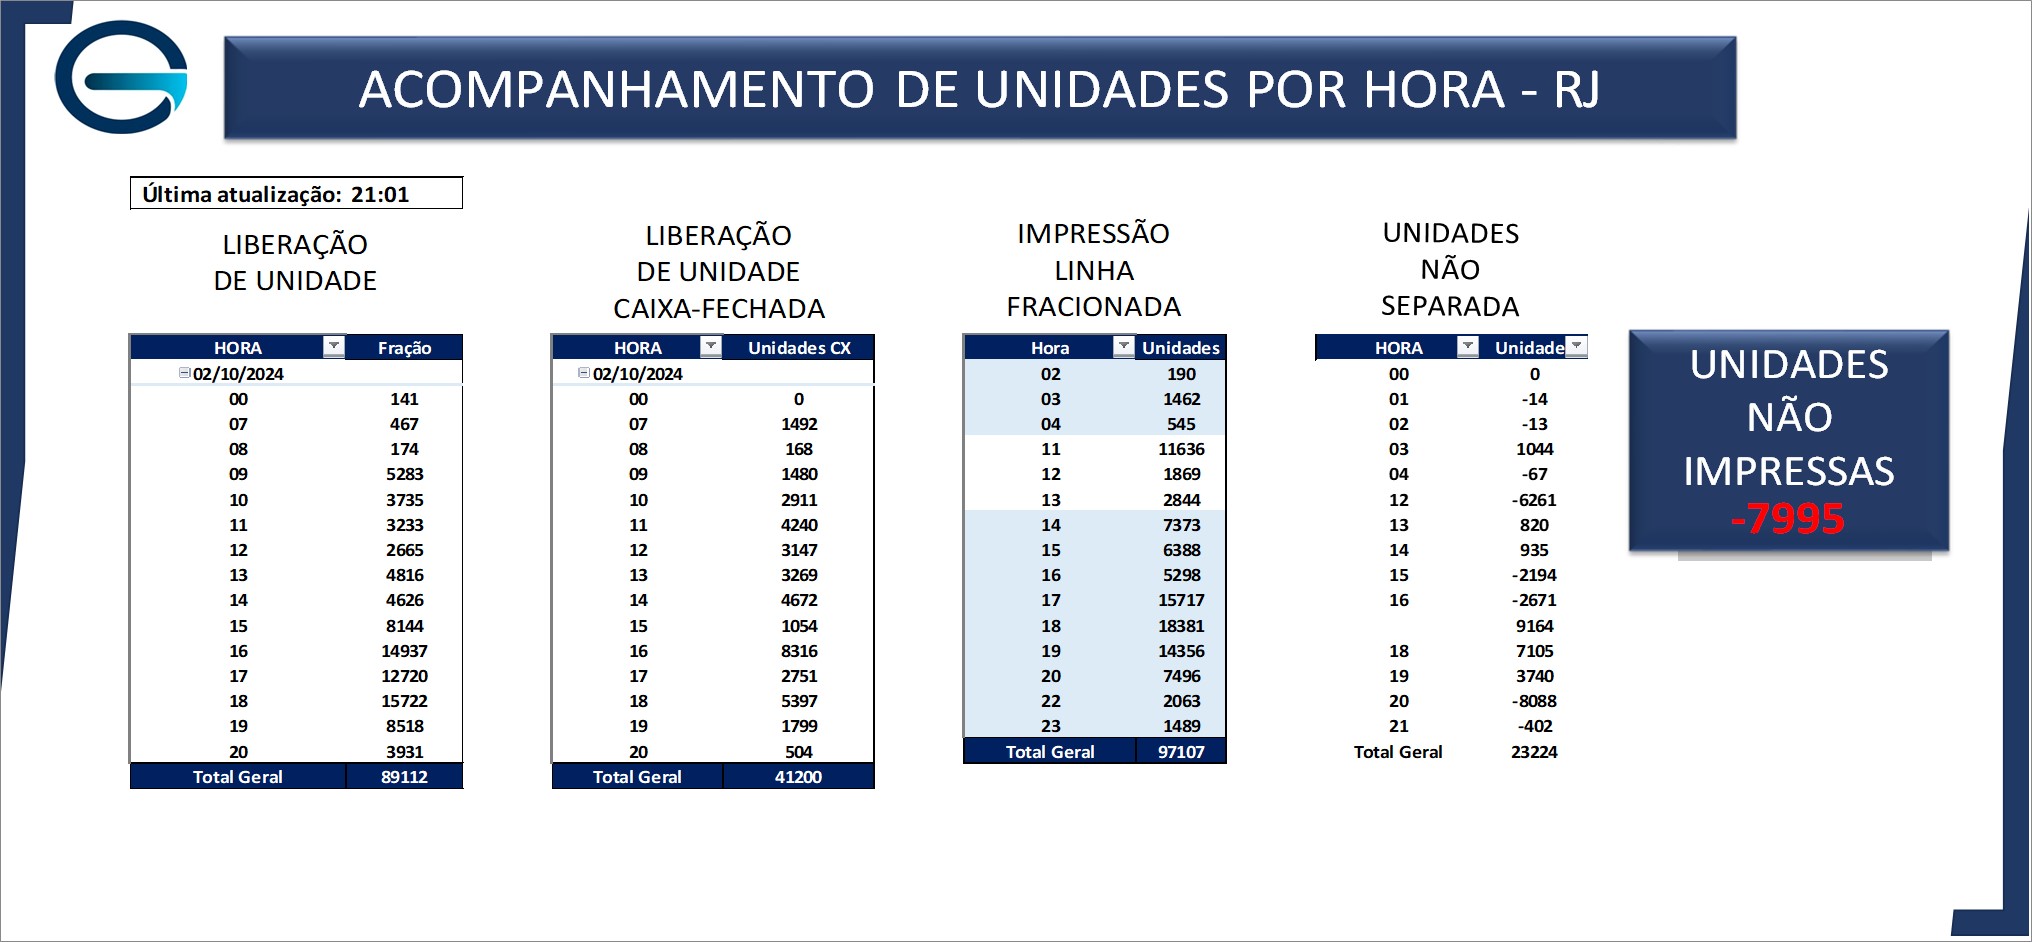 ACOMPANHAMENTO DE UNIDADES POR HORA - RJ
Última atualização: 21:01
LIBERAÇÃO
DE UNIDADE
HORA Fração
02/10/2024
00 141
07 467
08 174
09 5283
10 3735
11 3233
12 2665
13 4816
14 4626
15 8144
16 14937
17 12720
18 15722
19 8518
20 3931
Total Geral 89112
LIBERAÇÃO
DE UNIDADE
CAIXA-FECHADA
HORA Unidades CX
02/10/2024
00 0
07 1492
08 168
09 1480
10 2911
11 4240
12 3147
13 3269
14 4672
15 1054
16 8316
17 2751
18 5397
19 1799
20 504
Total Geral 41200
IMPRESSÃO
LINHA
FRACIONADA
Hora Unidades
02 190
03 1462
04 545
11 11636
12 1869
13 2844
14 7373
15 6388
16 5298
17 15717
18 18381
19 14356
20 7496
22 2063
23 1489
Total Geral 97107
UNIDADES
NÃO
SEPARADA
HORA Unidade
00 0
01 -14
02 -13
03 1044
04 -67
12 -6261
13 820
14 935
15 -2194
16 -2671
9164
18 7105
19 3740
20 -8088
21 -402
Total Geral 23224
UNIDADES
NÃO
IMPRESSAS
-7995